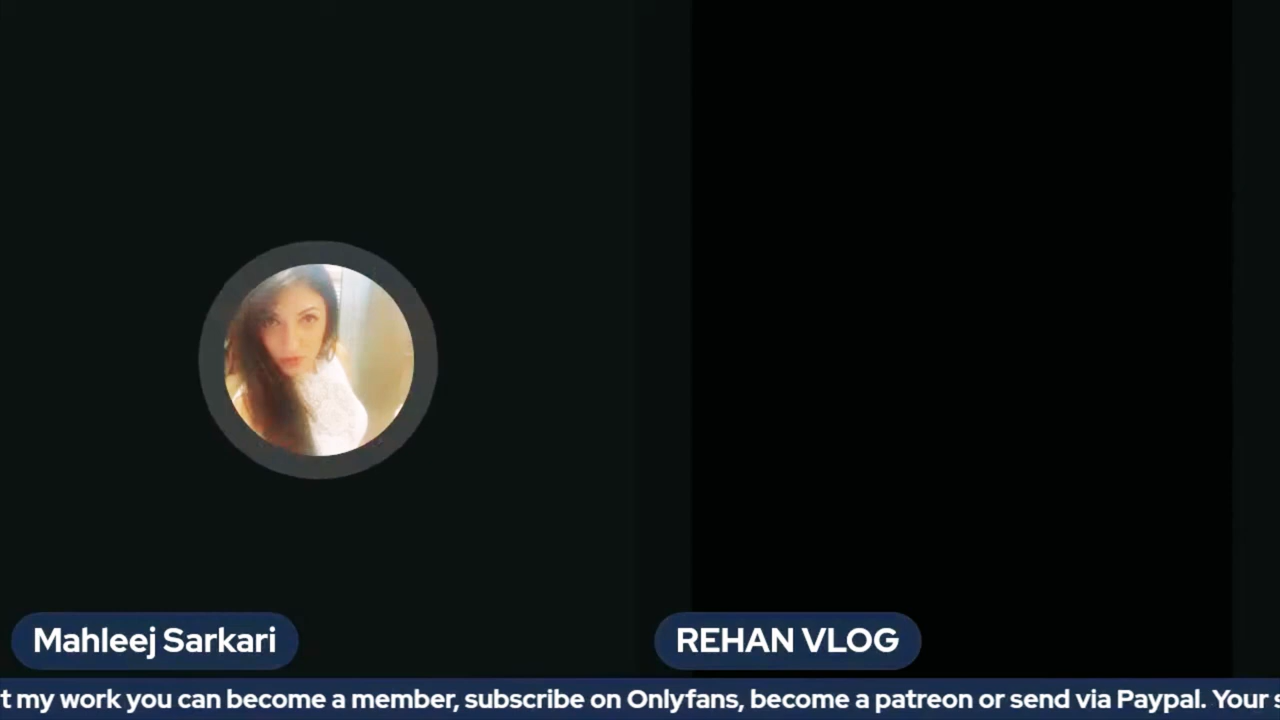 Mahleej Sarkari
REHAN VLOG
t my work you can become a member, subscribe on Onlyfans, become a patreon or send via Paypal. Your s